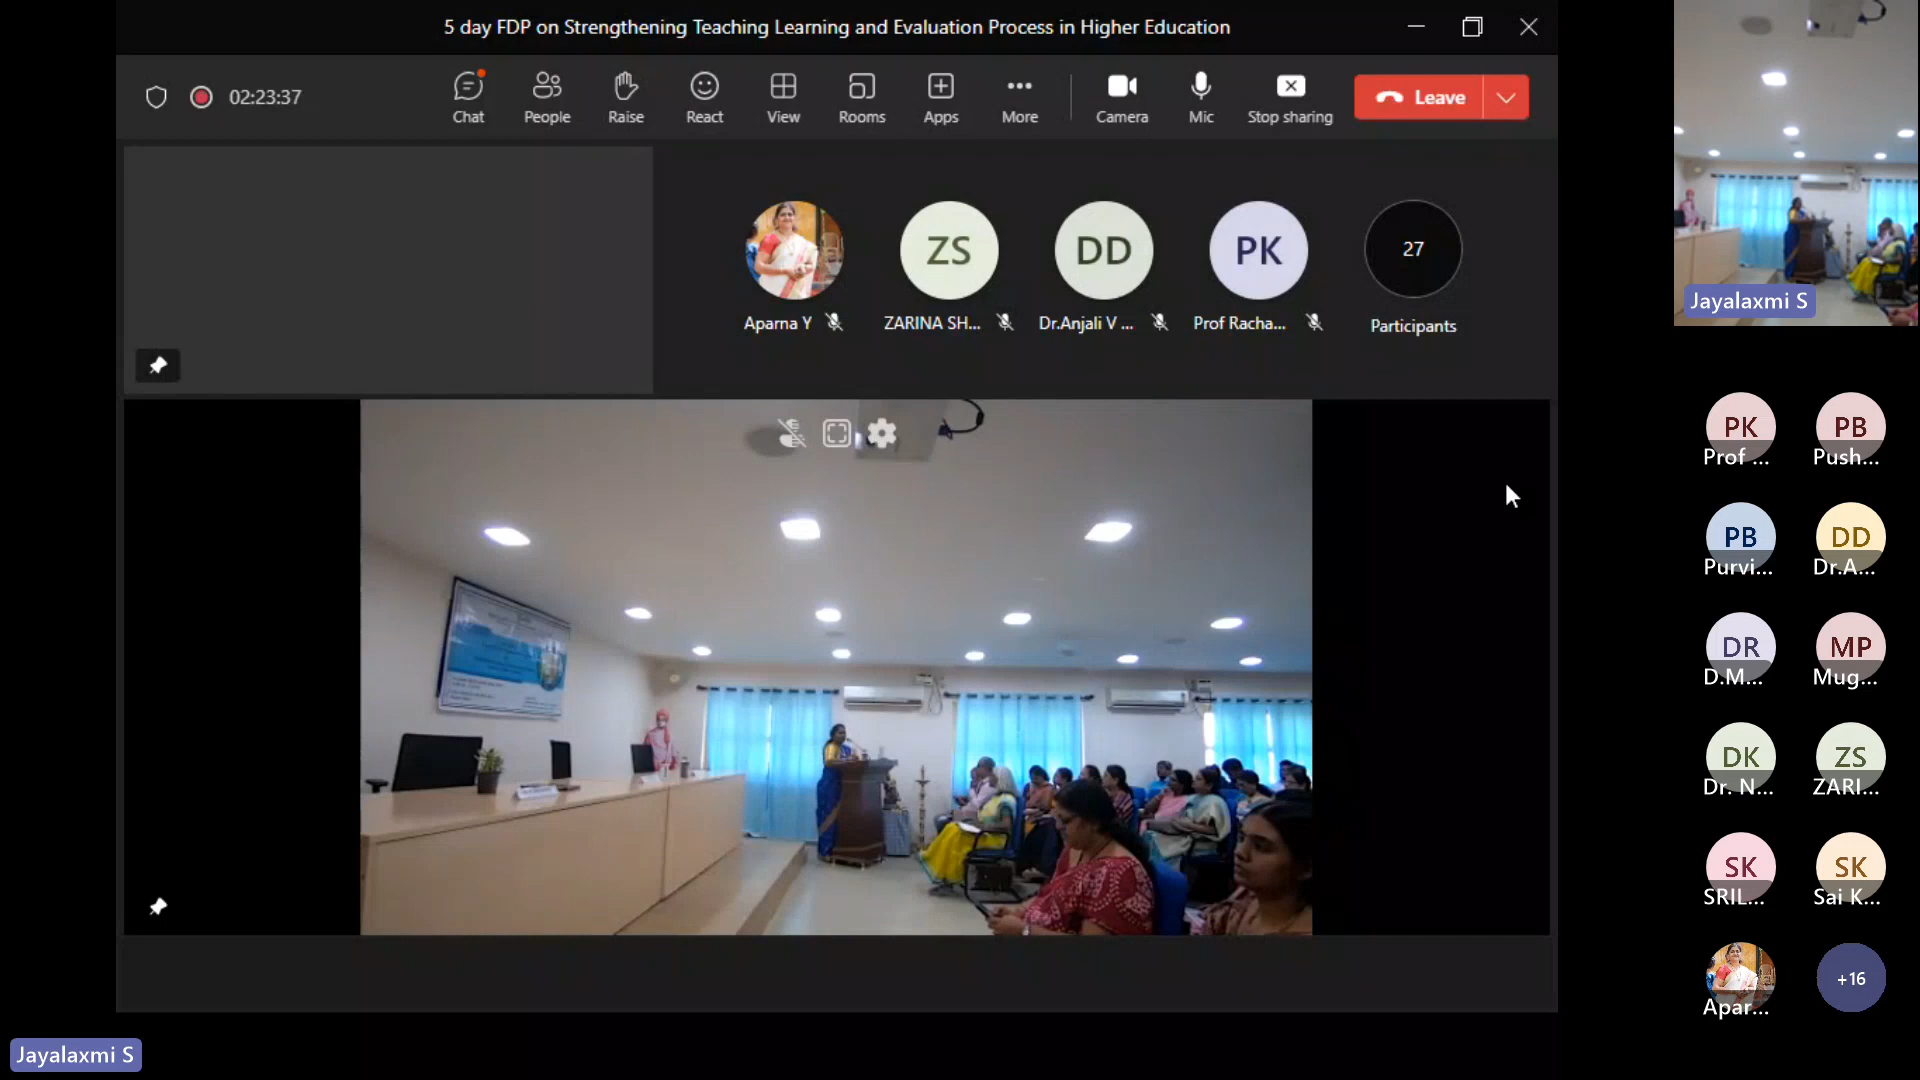 5 day FDP on Strengthening Teaching Learning and Evaluation Process in Higher Education
02:23:37
Chat
People
Raise
React
View
Rooms
Apps
More
Camera
Mic
Stop sharing
Leave
ZS
DD
PK
27
Aparna Y
ZARINA SH...
Dr.Anjali V ...
Prof Racha...
Participants
Jayalaxmi S
PK
Prof ...
PB
Push...
PB
Purvi...
DD
Dr.A...
DR
D.M...
MP
Mug...
DK
Dr. N...
ZS
ZARI...
SK
SRIL...
SK
Sai K...
Apar...
+16
Jayalaxmi S